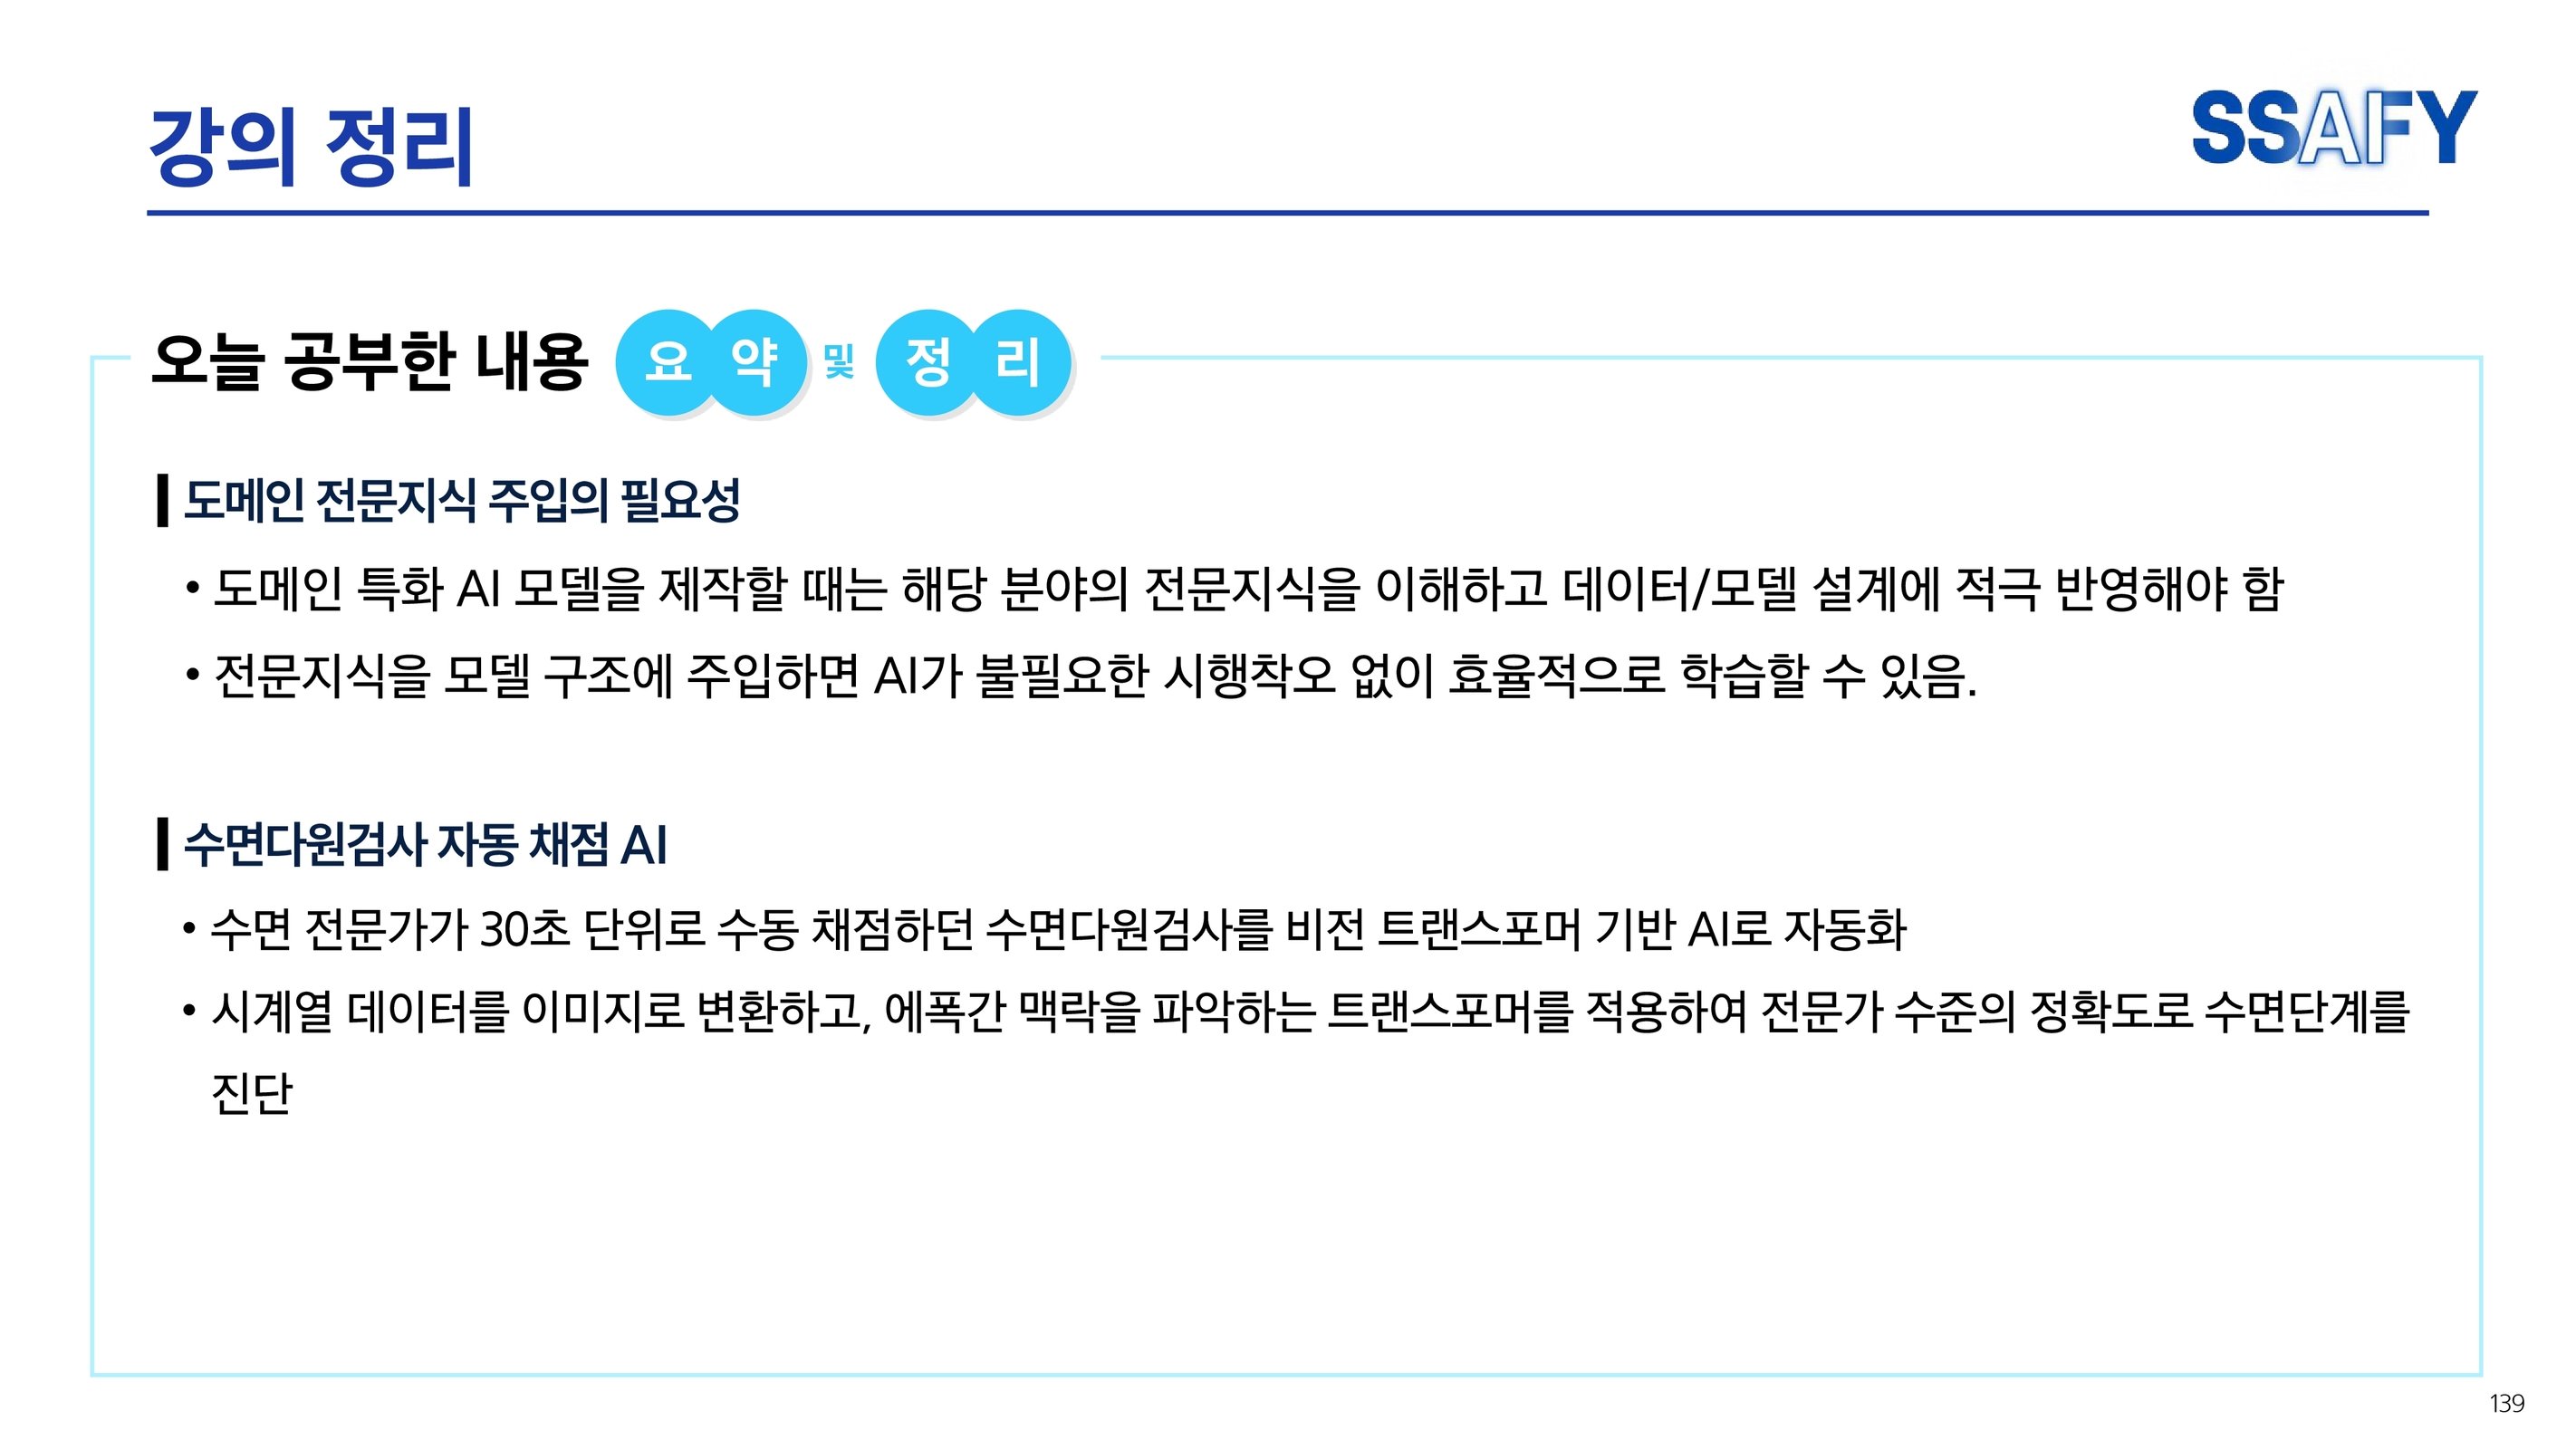 강의 정리
SSAFY
오늘 공부한 내용 요약 및 정리
도메인 전문지식 주입의 필요성
• 도메인 특화 AI 모델을 제작할 때는 해당 분야의 전문지식을 이해하고 데이터/모델 설계에 적극 반영해야 함
• 전문지식을 모델 구조에 주입하면 AI가 불필요한 시행착오 없이 효율적으로 학습할 수 있음.
수면다원검사 자동 채점 AI
• 수면 전문가가 30초 단위로 수동 채점하던 수면다원검사를 비전 트랜스포머 기반 AI로 자동화
• 시계열 데이터를 이미지로 변환하고, 에폭간 맥락을 파악하는 트랜스포머를 적용하여 전문가 수준의 정확도로 수면단계를
진단
139